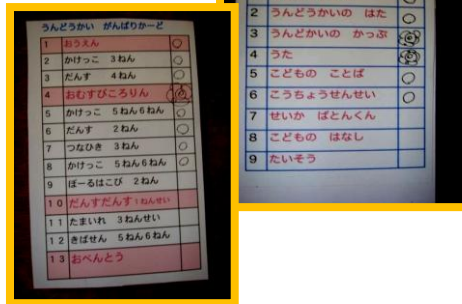 うんどうかい がんばりかーど
1 おうえん
2 かけっこ 3ねん
3 だんす 4ねん
4 おむすびころりん
5 かけっこ 5ねん6ねん
6 だんす 2ねん
7 つなひき 3ねん
8 かけっこ 5ねん6ねん
9 ぼーるはこび 2ねん
10 だんすだんす 1ねんせい
11 たまいれ 3ねんせい
12 きばせん 5ねん6ねん
13 おべんとう
2 うんどうかいの はた
3 うんどかいの かっぷ
4 うた
5 こどもの ことば
6 こうちょうせんせい
7 せいか ばとんくん
8 こどもの はなし
9 たいそう